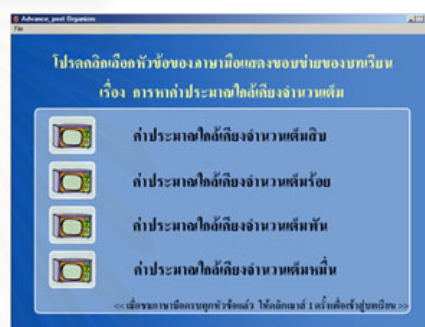 Advance_post Organizer
File
โปรดคลิกเลือกหัวข้อของภาษามือแสดงขอบข่ายของบทเรียน
เรื่อง การหาค่าประมาณใกล้เคียงจำนวนเต็ม
ค่าประมาณใกล้เคียงจำนวนเต็มสิบ
ค่าประมาณใกล้เคียงจำนวนเต็มร้อย
ค่าประมาณใกล้เคียงจำนวนเต็มพัน
ค่าประมาณใกล้เคียงจำนวนเต็มหมื่น
<< เมื่อชมภาษามือครบทุกหัวข้อแล้ว ให้คลิกเมาส์ 1 ครั้งเพื่อเข้าสู่บทเรียน >>